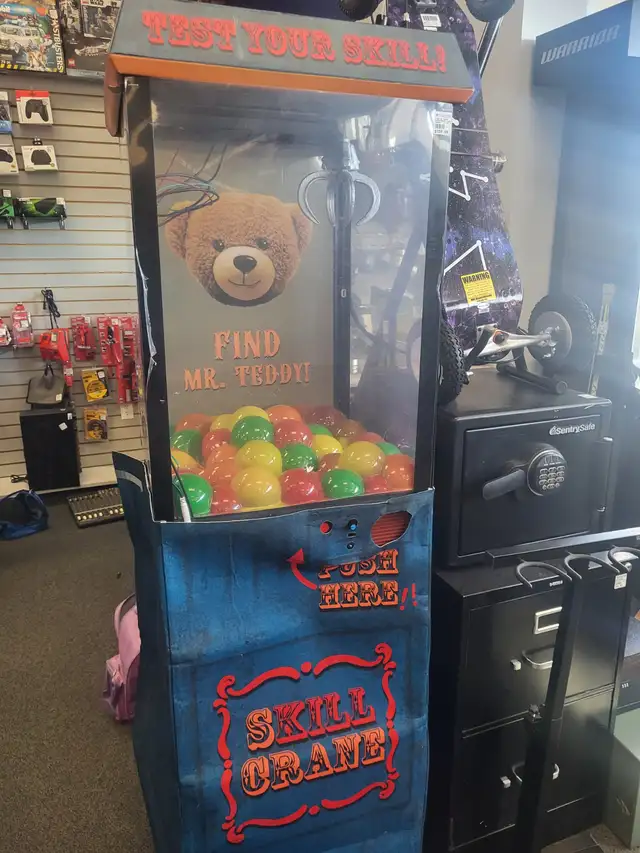 TEST YOUR SKILL!
WARRIOR
FIND
MR. TEDDY!
WARNING
SentrySafe
PUSH
HERE!!
SKILL
CRANE